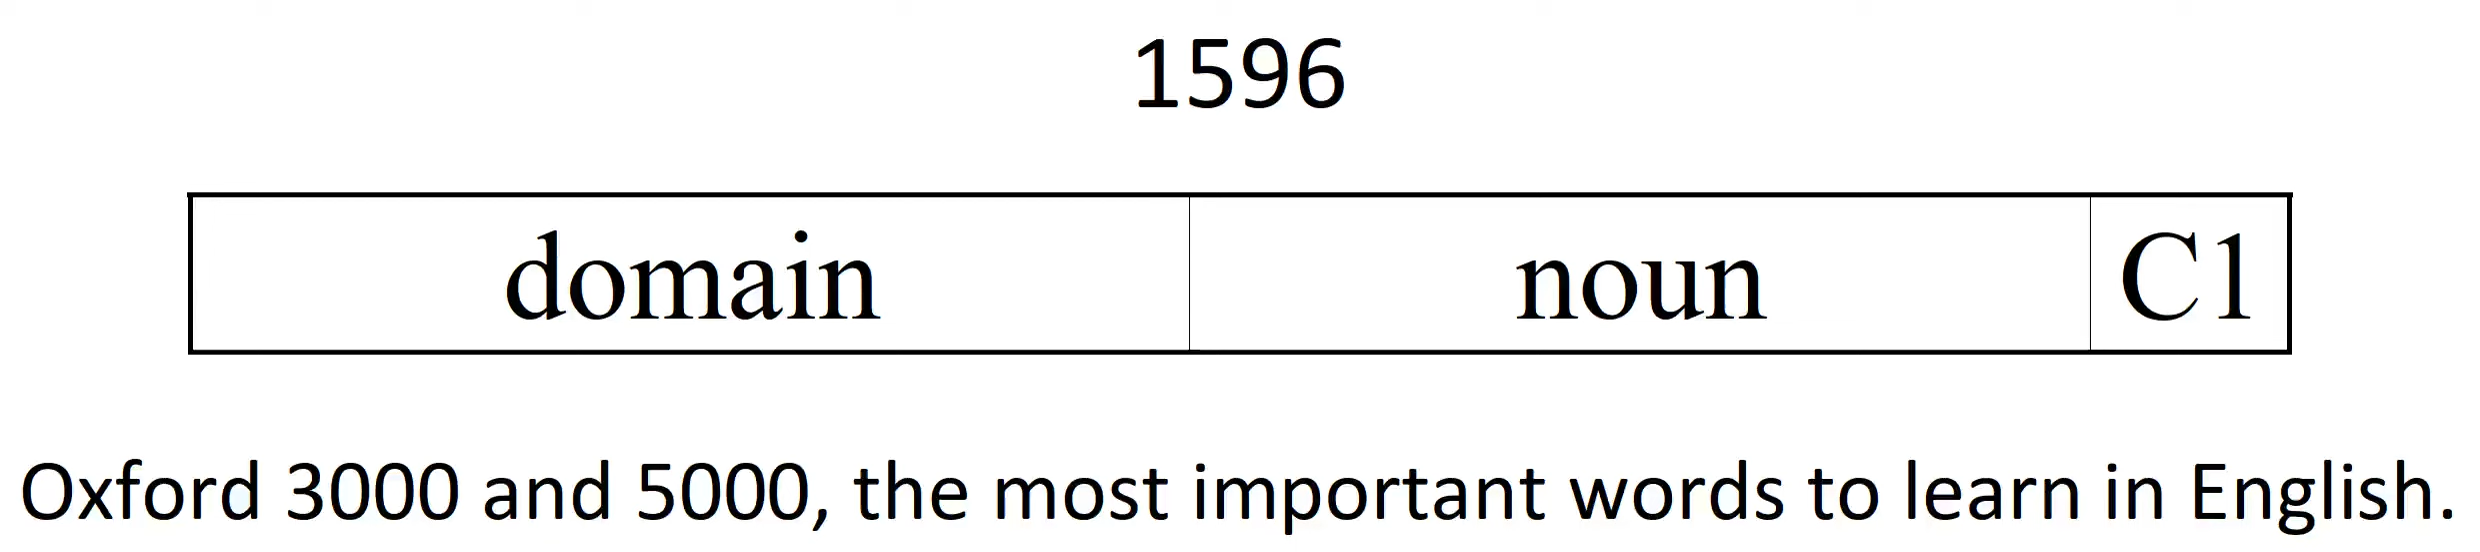 1596
domain noun C1
Oxford 3000 and 5000, the most important words to learn in English.